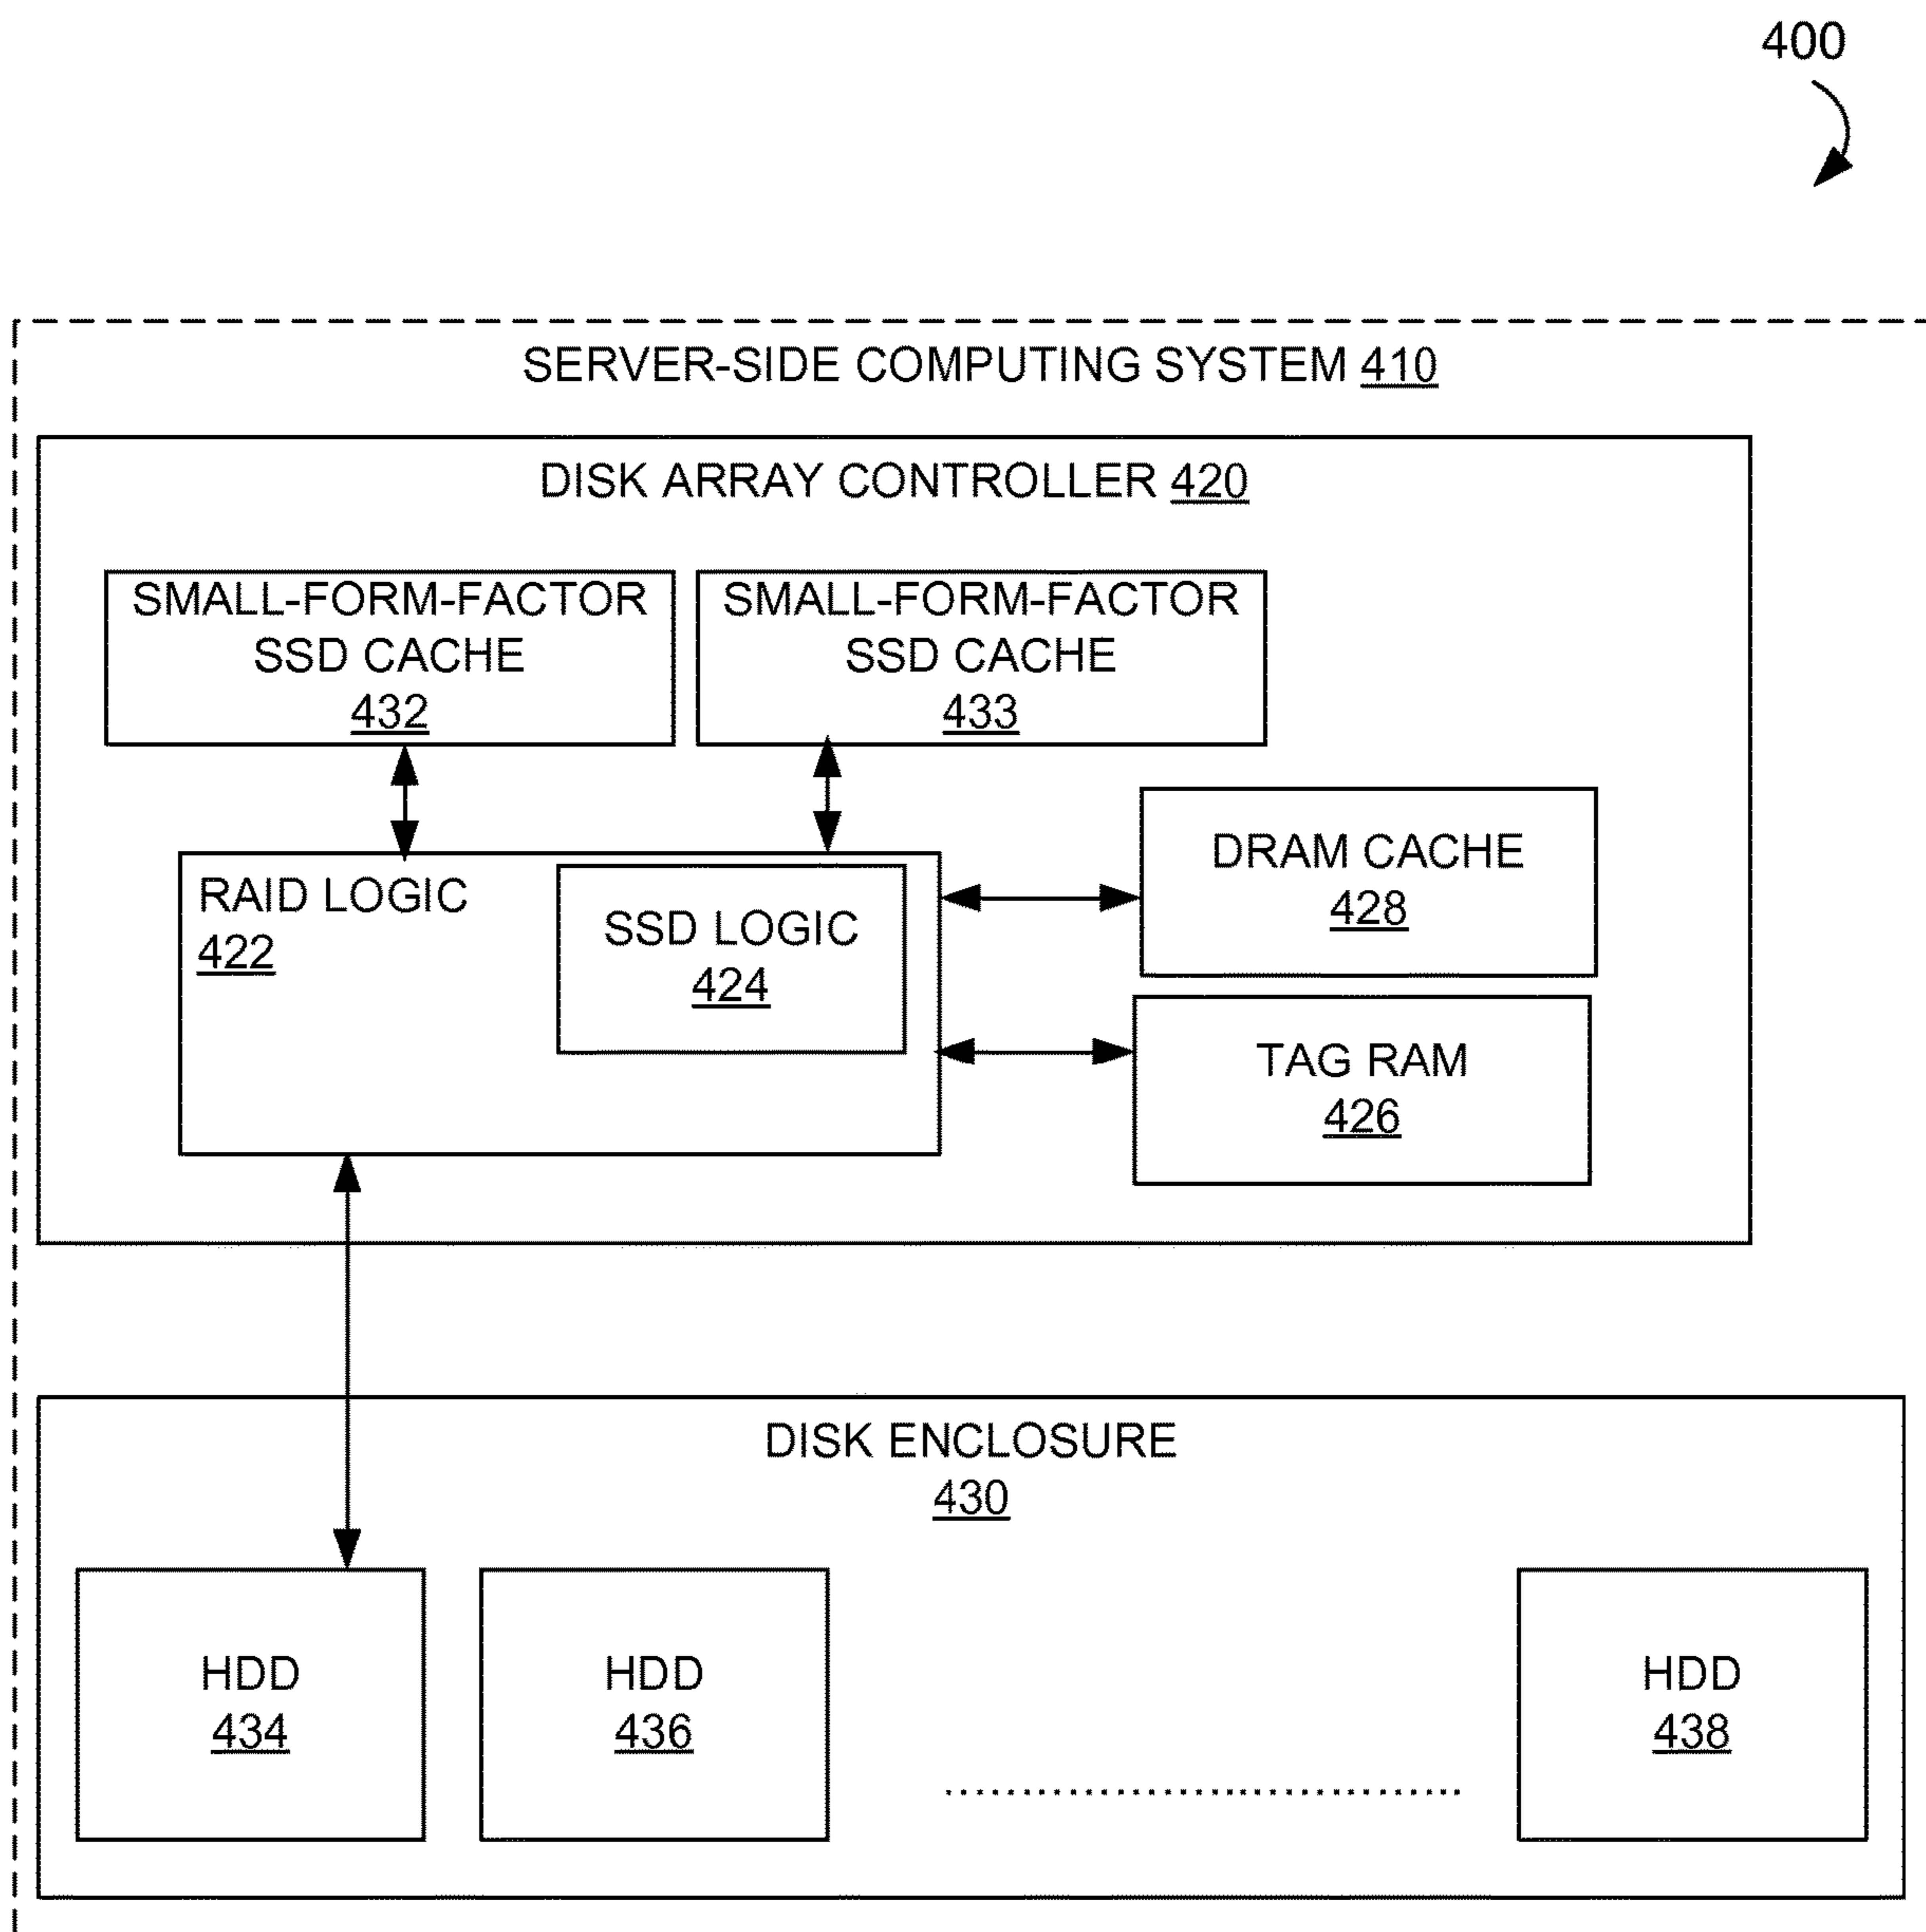 400
SERVER-SIDE COMPUTING SYSTEM 410
DISK ARRAY CONTROLLER 420
SMALL-FORM-FACTOR
SSD CACHE
432
SMALL-FORM-FACTOR
SSD CACHE
433
RAID LOGIC
422
SSD LOGIC
424
DRAM CACHE
428
TAG RAM
426
DISK ENCLOSURE
430
HDD
434
HDD
436
HDD
438